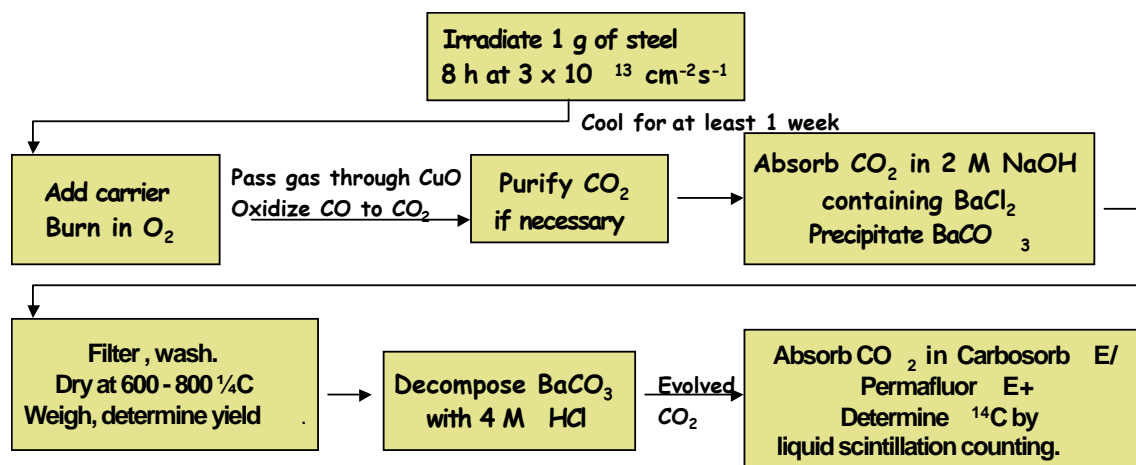 Irradiate 1 g of steel
8 h at 3 x 10 ¹³ cm⁻²s⁻¹
Cool for at least 1 week
Add carrier
Burn in O₂
Pass gas through CuO
Oxidize CO to CO₂
Purify CO₂
if necessary
Absorb CO₂ in 2 M NaOH
containing BaCl₂
Precipitate BaCO ₃
Filter , wash.
Dry at 600 - 800 ¼C
Weigh, determine yield .
Decompose BaCO₃
with 4 M HCl
Evolved
CO₂
Absorb CO ₂ in Carbosorb E/
Permafluor E+
Determine ¹⁴C by
liquid scintillation counting.